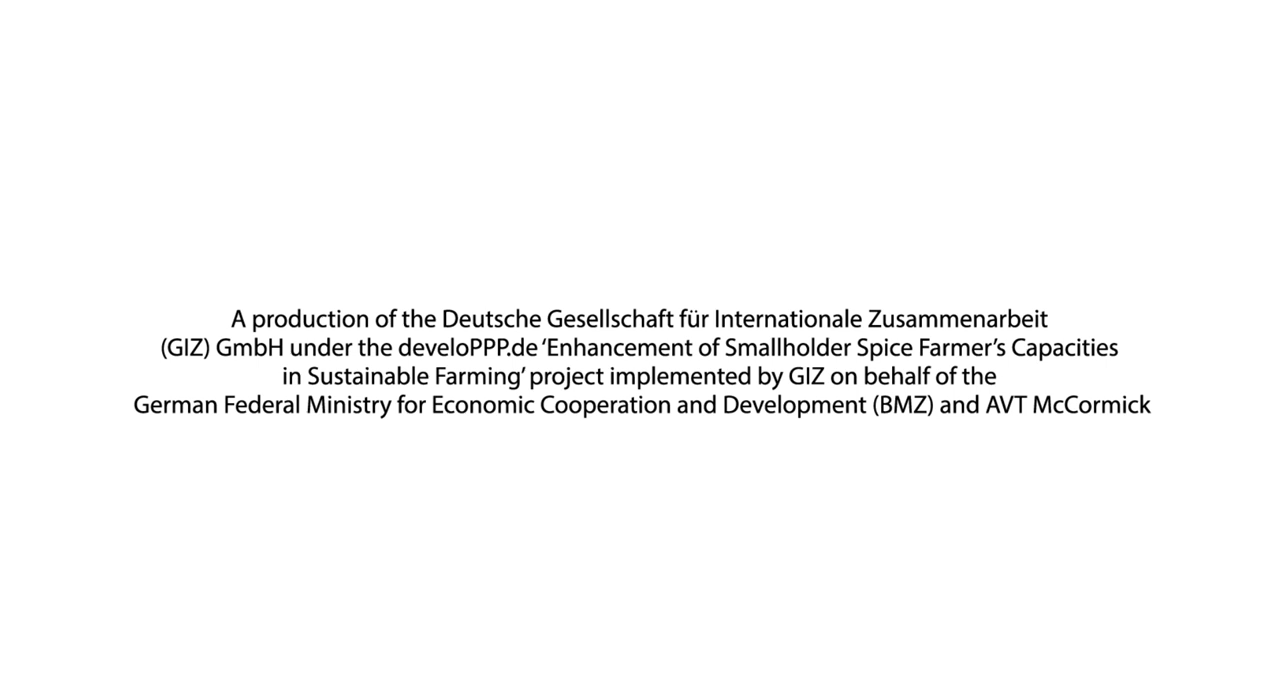 A production of the Deutsche Gesellschaft für Internationale Zusammenarbeit
(GIZ) GmbH under the develoPPP.de ‘Enhancement of Smallholder Spice Farmer’s Capacities
in Sustainable Farming’ project implemented by GIZ on behalf of the
German Federal Ministry for Economic Cooperation and Development (BMZ) and AVT McCormick